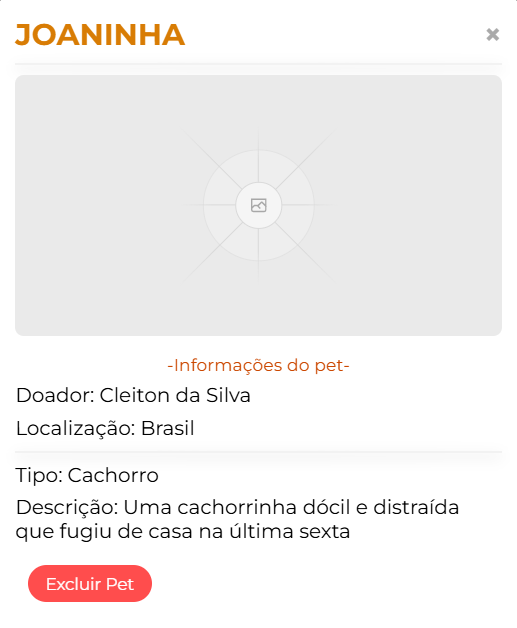 JOANINHA
-Informações do pet-
Doador: Cleiton da Silva
Localização: Brasil
Tipo: Cachorro
Descrição: Uma cachorrinha dócil e distraída
que fugiu de casa na última sexta
Excluir Pet